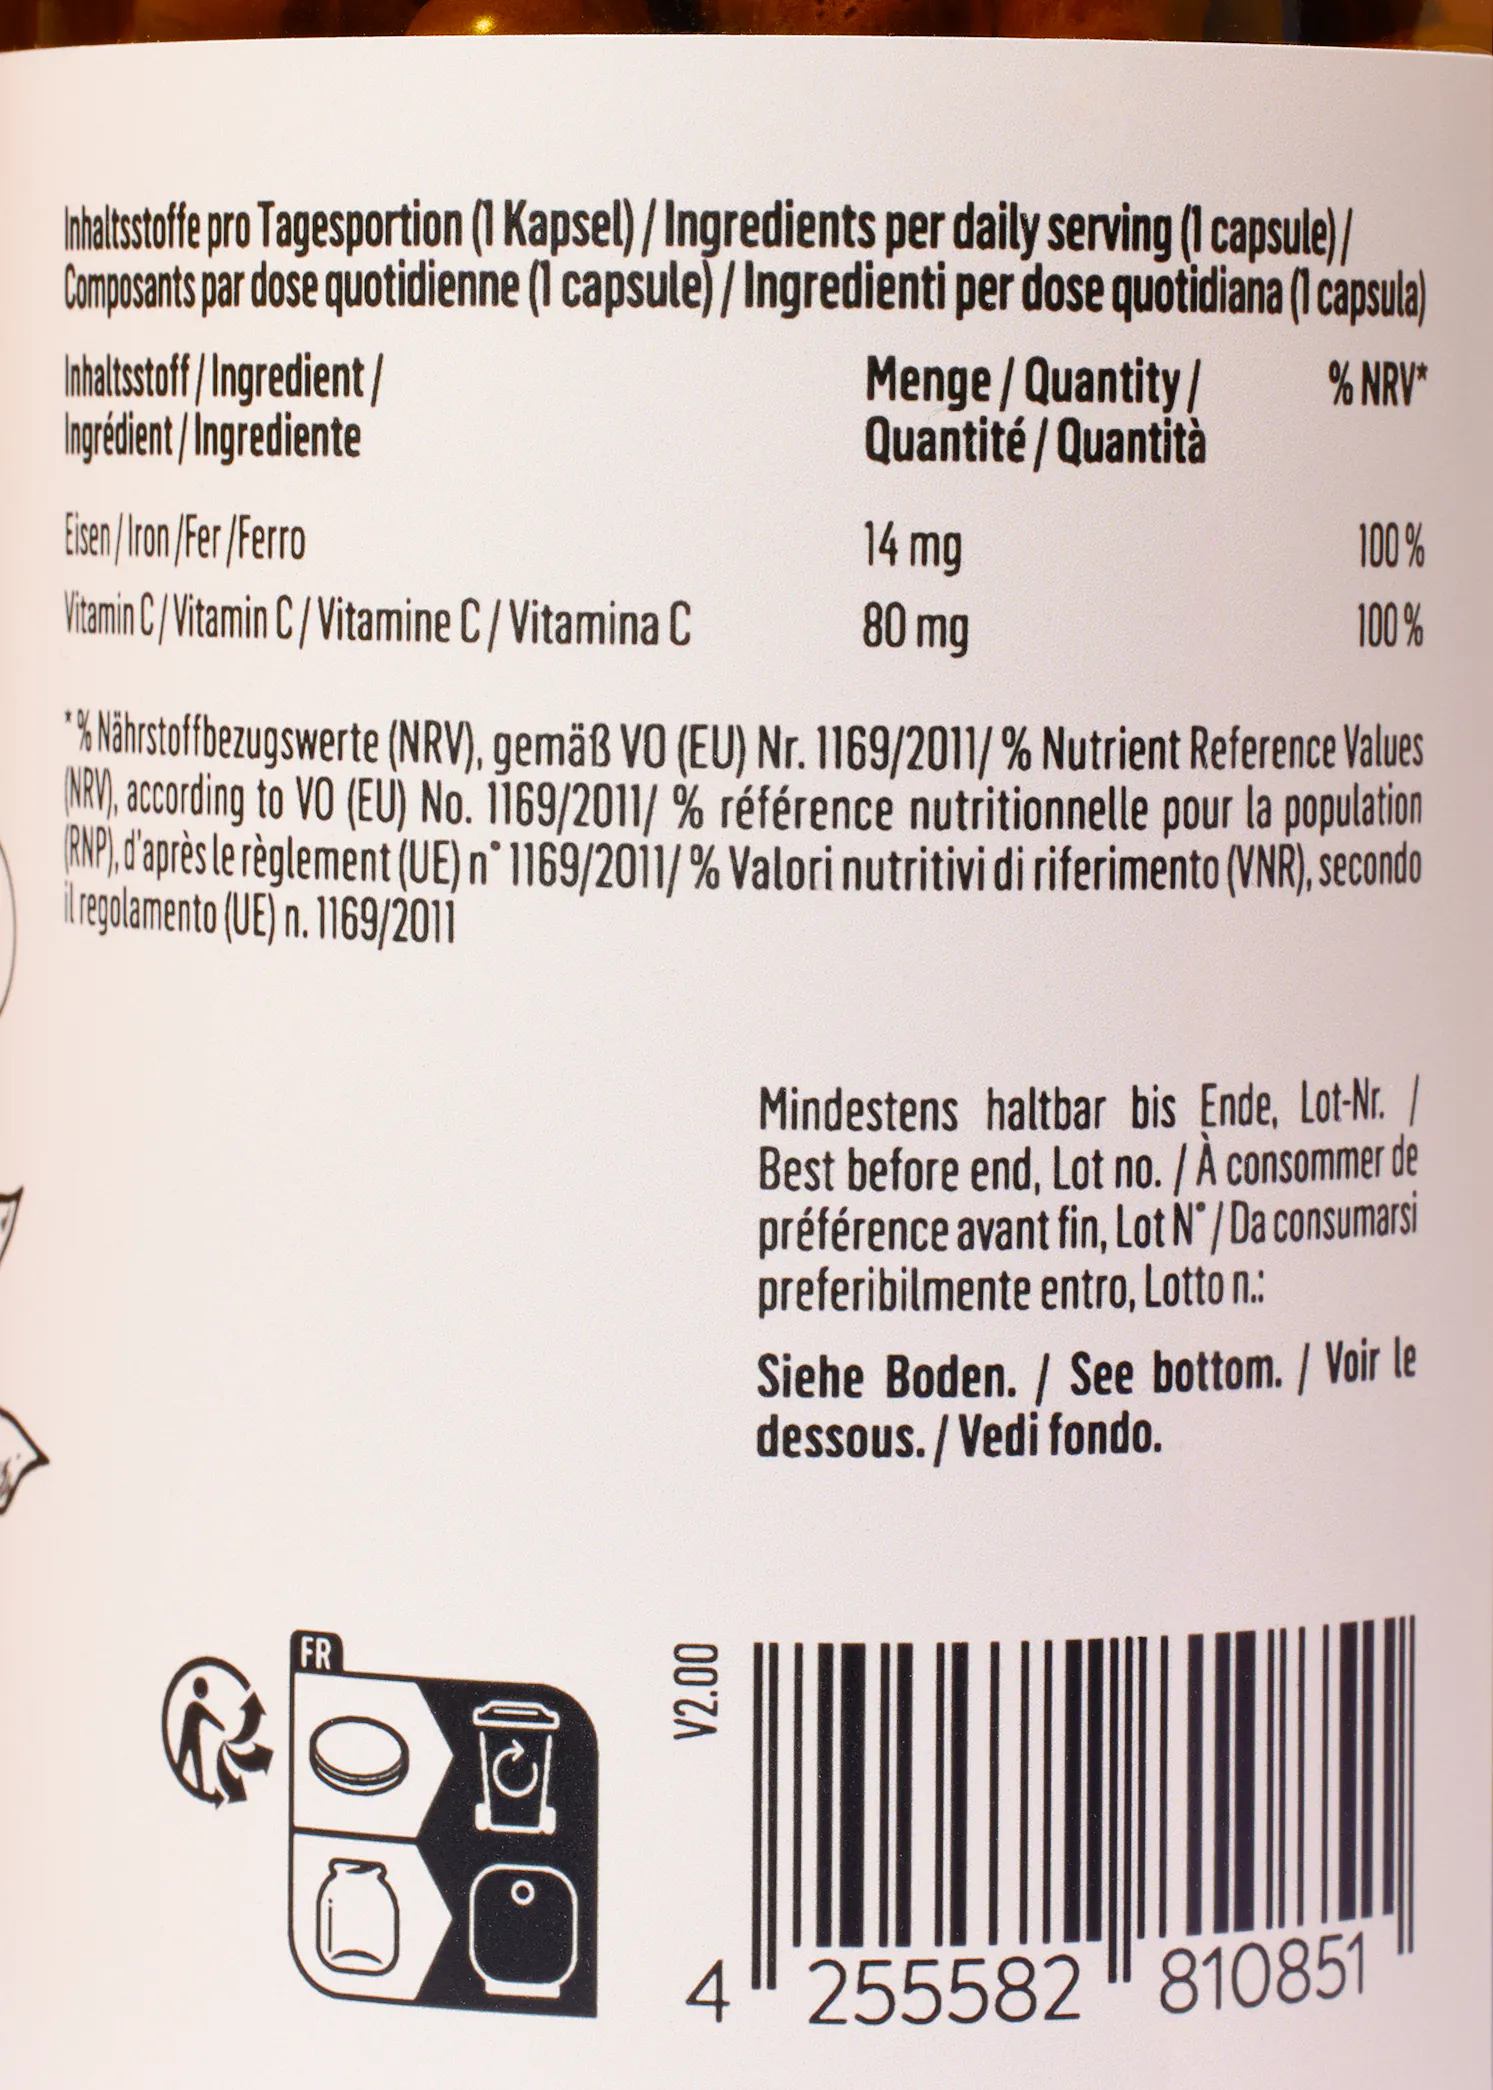 Inhaltsstoffe pro Tagesportion (1 Kapsel) / Ingredients per daily serving (1 capsule) /
Composants par dose quotidienne (1 capsule) / Ingredienti per dose quotidiana (1 capsula)
Inhaltsstoff / Ingredient /
Ingrédient / Ingrediente
Menge / Quantity /
Quantité / Quantità
% NRV*
Eisen / Iron /Fer /Ferro 14 mg 100 %
Vitamin C / Vitamin C / Vitamine C / Vitamina C 80 mg 100 %
*% Nährstoffbezugswerte (NRV), gemäß VO (EU) Nr. 1169/2011/ % Nutrient Reference Values
(NRV), according to VO (EU) No. 1169/2011/ % référence nutritionnelle pour la population
(RNP), d'après le règlement (UE) n° 1169/2011/ % Valori nutritivi di riferimento (VNR), secondo
il regolamento (UE) n. 1169/2011
Mindestens haltbar bis Ende, Lot-Nr. /
Best before end, Lot no. / À consommer de
préférence avant fin, Lot N° / Da consumarsi
preferibilmente entro, Lotto n.:
Siehe Boden. / See bottom. / Voir le
dessous. / Vedi fondo.
FR
V2.00
4 255582 810851